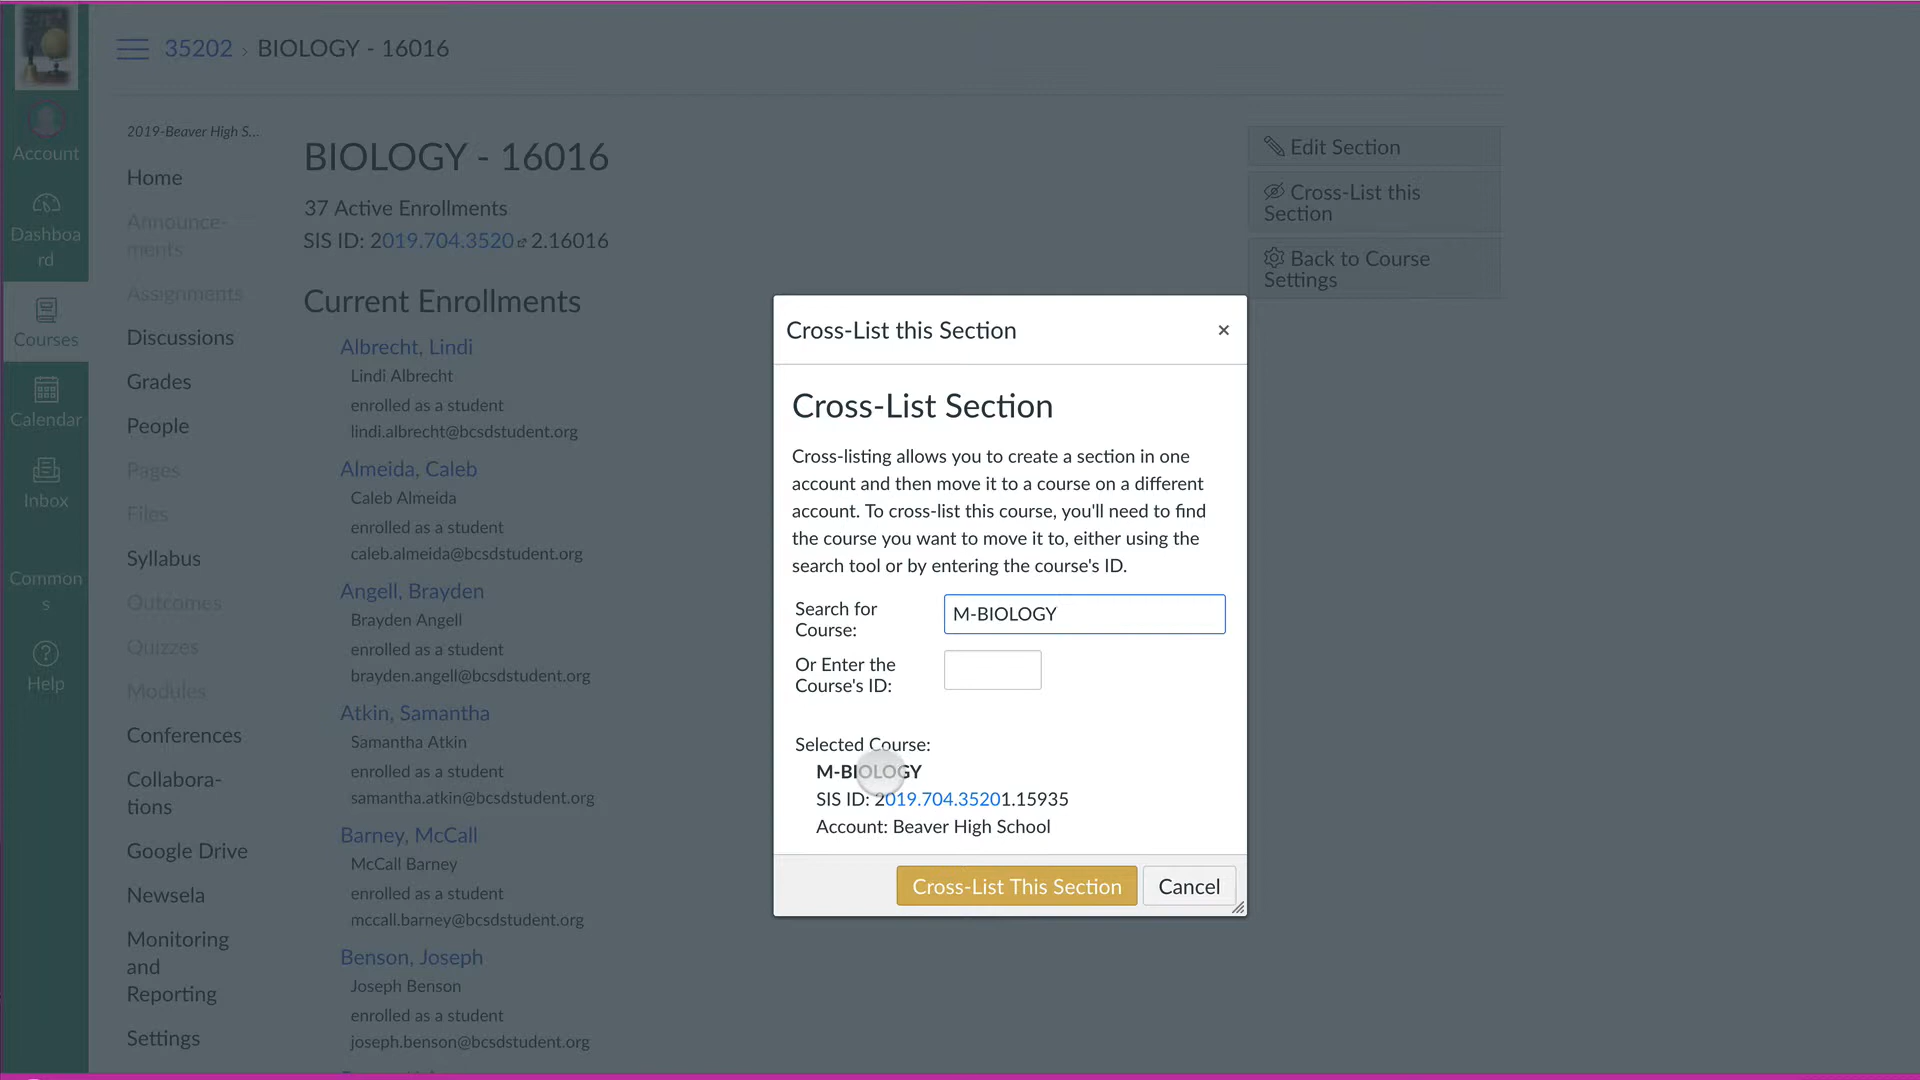 35202 › BIOLOGY - 16016
Account
Dashboa
rd
Courses
Calendar
Inbox
Common
s
Help
2019-Beaver High S...
Home
Announce-
ments
Assignments
Discussions
Grades
People
Pages
Files
Syllabus
Outcomes
Quizzes
Modules
Conferences
Collabora-
tions
Google Drive
Newsela
Monitoring
and
Reporting
Settings
BIOLOGY - 16016
37 Active Enrollments
SIS ID: 2019.704.35202.16016
Current Enrollments
Albrecht, Lindi
Lindi Albrecht
enrolled as a student
lindi.albrecht@bcsdstudent.org
Almeida, Caleb
Caleb Almeida
enrolled as a student
caleb.almeida@bcsdstudent.org
Angell, Brayden
Brayden Angell
enrolled as a student
brayden.angell@bcsdstudent.org
Atkin, Samantha
Samantha Atkin
enrolled as a student
samantha.atkin@bcsdstudent.org
Barney, McCall
McCall Barney
enrolled as a student
mccall.barney@bcsdstudent.org
Benson, Joseph
Joseph Benson
enrolled as a student
joseph.benson@bcsdstudent.org
Edit Section
Cross-List this
Section
Back to Course
Settings
Cross-List this Section ×
Cross-List Section
Cross-listing allows you to create a section in one
account and then move it to a course on a different
account. To cross-list this course, you'll need to find
the course you want to move it to, either using the
search tool or by entering the course's ID.
Search for
Course:
M-BIOLOGY
Or Enter the
Course's ID:
Selected Course:
M-BIOLOGY
SIS ID: 2019.704.35201.15935
Account: Beaver High School
Cross-List This Section
Cancel